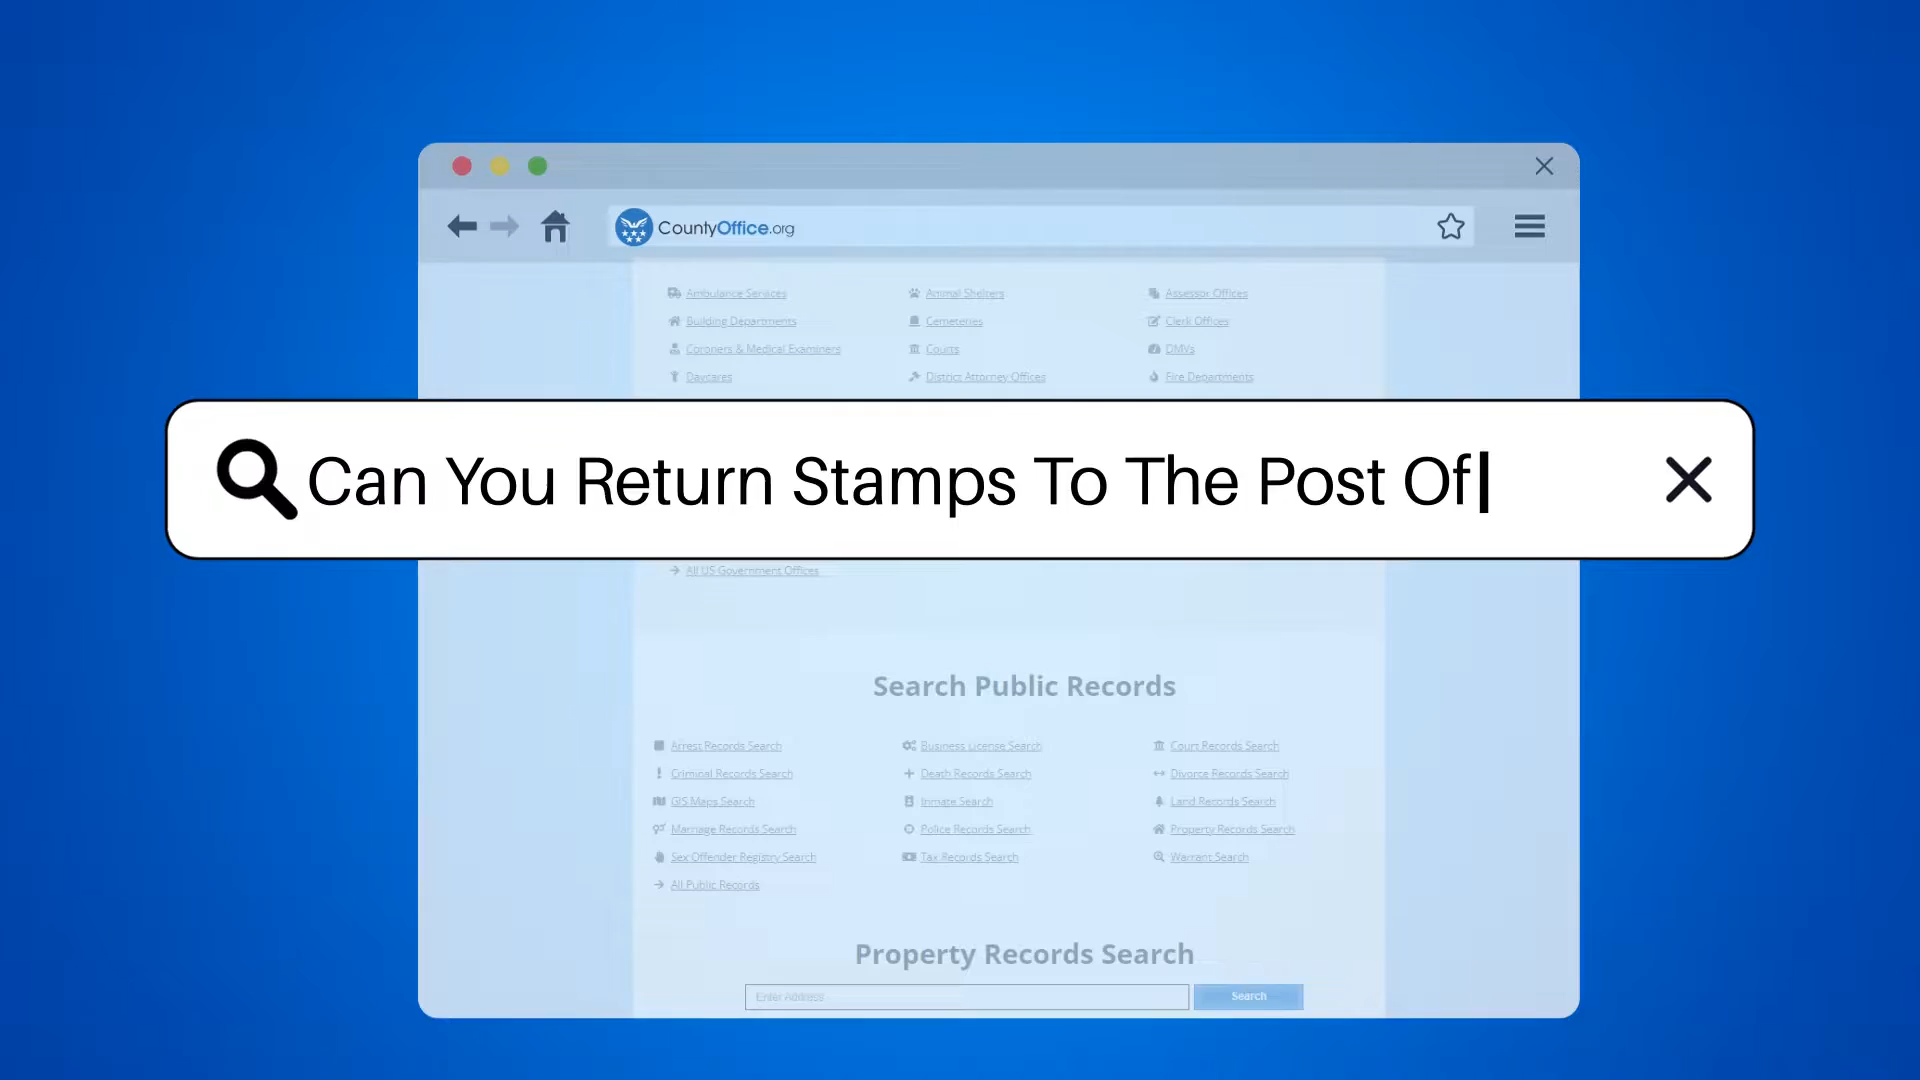 CountyOffice.org
Ambulance Services Animal Shelters Assessor Offices
Building Departments Cemeteries Clerk Offices
Coroners & Medical Examiners Courts DMVs
Daycares District Attorney Offices Fire Departments
Can You Return Stamps To The Post Of
All US Government Offices
Search Public Records
Arrest Records Search Business License Search Court Records Search
Criminal Records Search Death Records Search Divorce Records Search
GIS Maps Search Inmate Search Land Records Search
Marriage Records Search Police Records Search Property Records Search
Sex Offender Registry Search Tax Records Search Warrant Search
All Public Records
Property Records Search
Enter Address Search